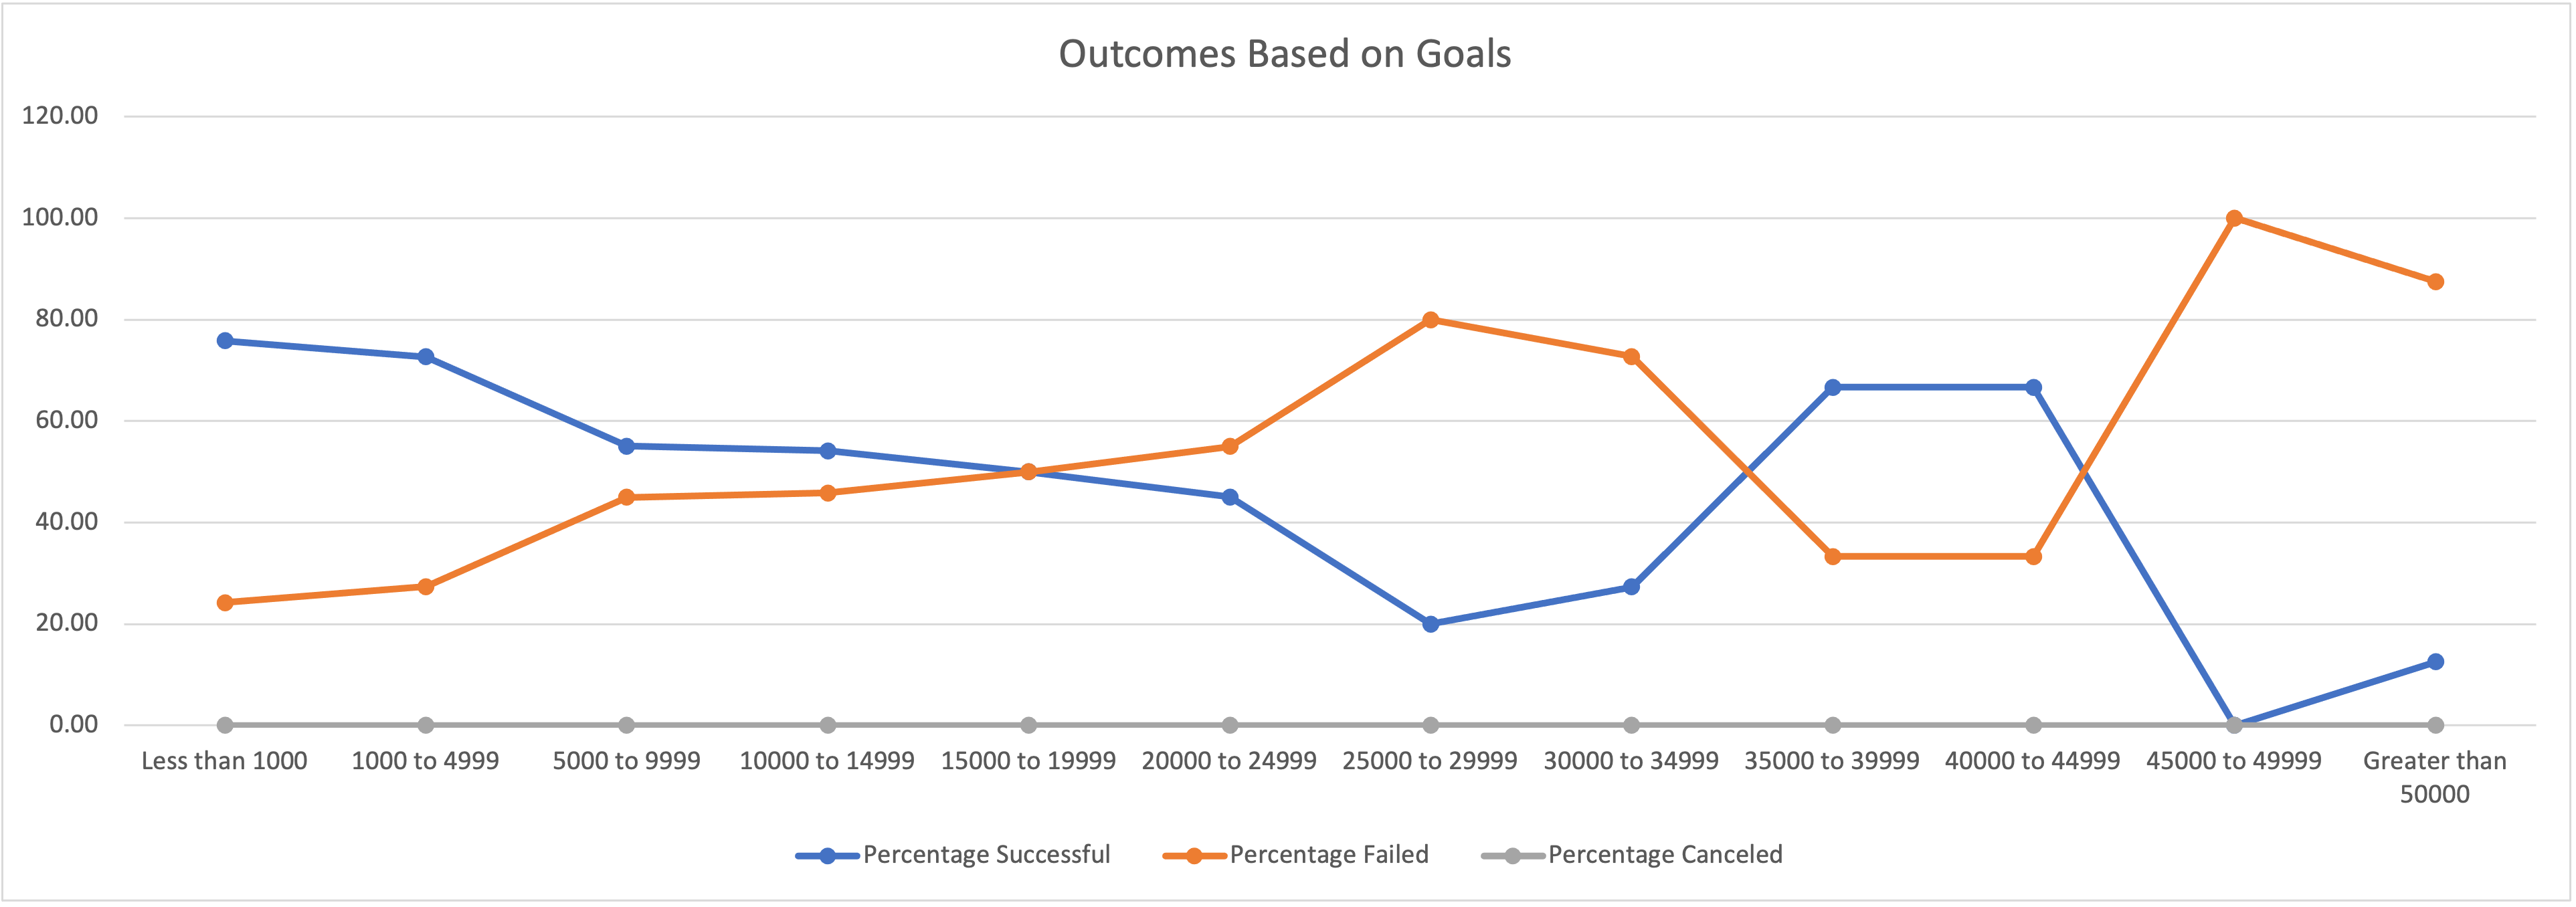 Outcomes Based on Goals
120.00
100.00
80.00
60.00
40.00
20.00
0.00
Less than 1000 1000 to 4999 5000 to 9999 10000 to 14999 15000 to 19999 20000 to 24999 25000 to 29999 30000 to 34999 35000 to 39999 40000 to 44999 45000 to 49999 Greater than
50000
Percentage Successful Percentage Failed Percentage Canceled